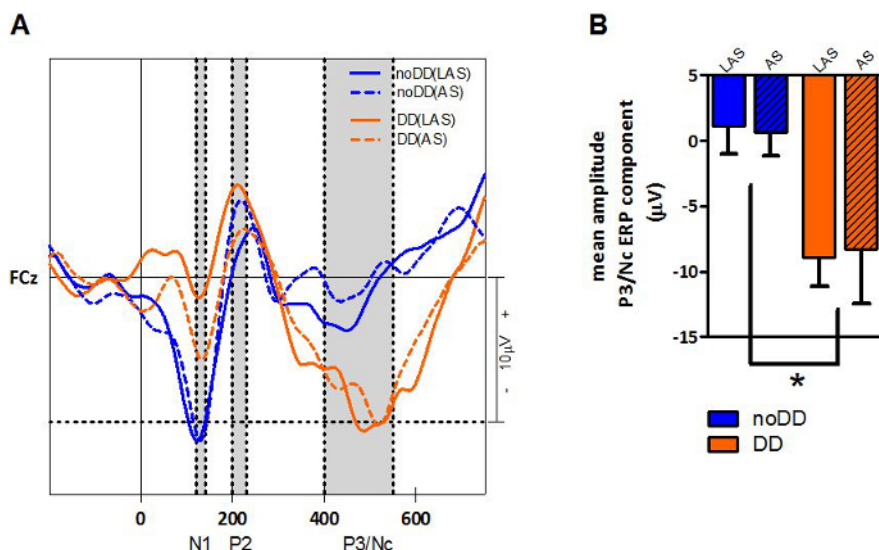 A
noDD(LAS)
noDD(AS)
DD(LAS)
DD(AS)
FCz
- 10μV +
0 200 400 600
N1 P2 P3/Nc
B
LAS AS LAS AS
mean amplitude
P3/Nc ERP component
(μV)
5
0
-5
-10
-15
*
noDD
DD